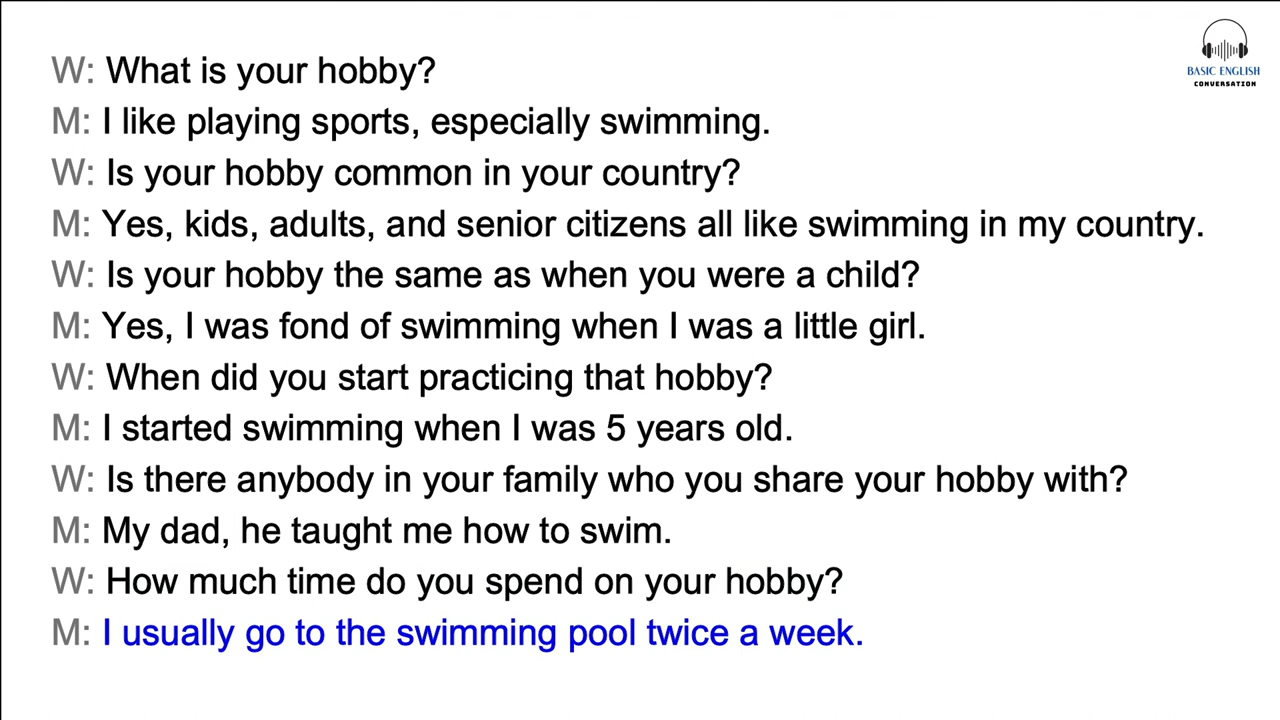 BASIC ENGLISH
CONVERSATION
W: What is your hobby?
M: I like playing sports, especially swimming.
W: Is your hobby common in your country?
M: Yes, kids, adults, and senior citizens all like swimming in my country.
W: Is your hobby the same as when you were a child?
M: Yes, I was fond of swimming when I was a little girl.
W: When did you start practicing that hobby?
M: I started swimming when I was 5 years old.
W: Is there anybody in your family who you share your hobby with?
M: My dad, he taught me how to swim.
W: How much time do you spend on your hobby?
M: I usually go to the swimming pool twice a week.